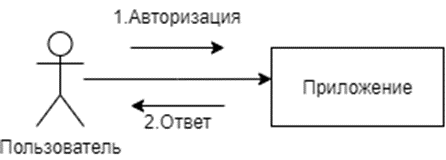 1.Авторизация
Приложение
2.Ответ
Пользователь